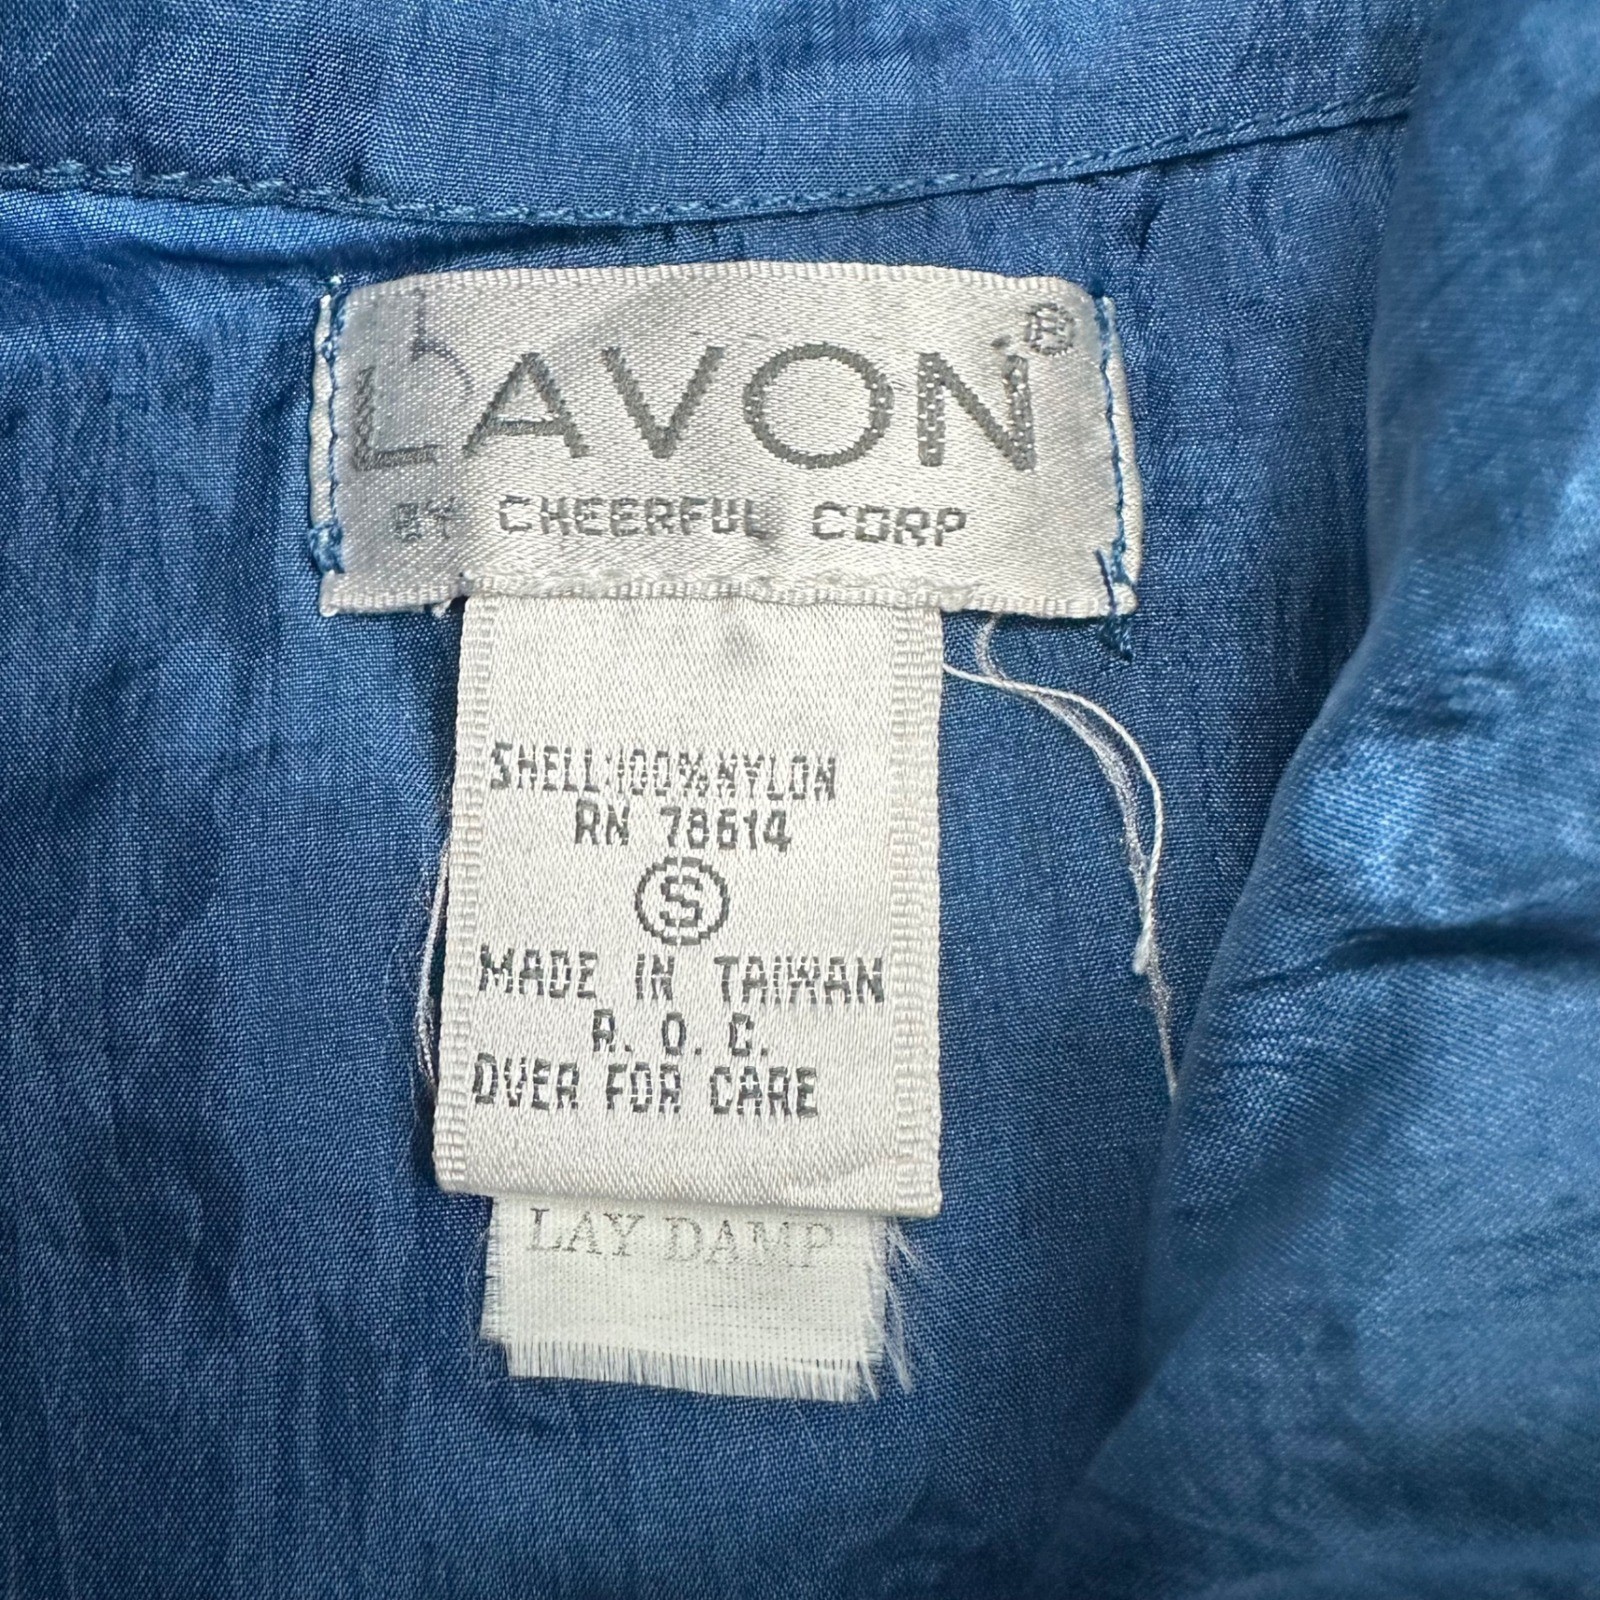 LAVON®
BY CHEERFUL CORP
SHELL:100%NYLON
RN 78614
S
MADE IN TAIWAN
R. O. C.
OVER FOR CARE
LAY DAMP